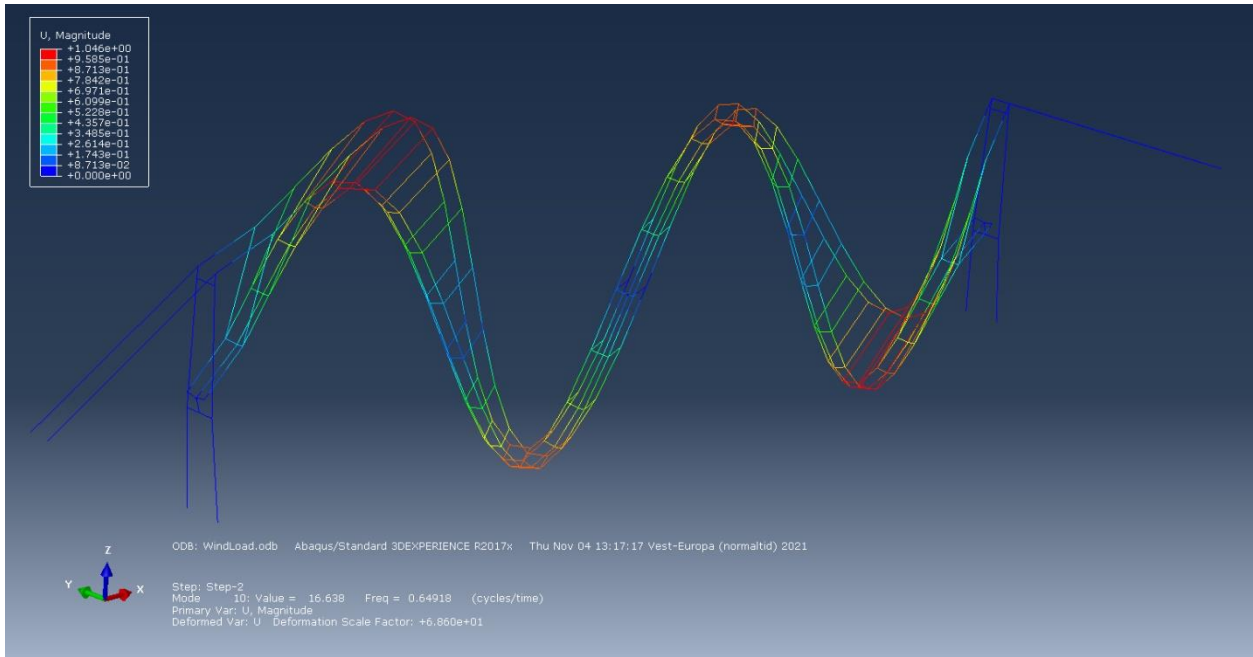 U, Magnitude
+1.046e+00
+9.585e-01
+8.713e-01
+7.842e-01
+6.971e-01
+6.099e-01
+5.228e-01
+4.357e-01
+3.485e-01
+2.614e-01
+1.743e-01
+8.713e-02
+0.000e+00
Z
Y
X
ODB: WindLoad.odb Abaqus/Standard 3DEXPERIENCE R2017x Thu Nov 04 13:17:17 Vest-Europa (normaltid) 2021
Step: Step-2
Mode 10: Value = 16.638 Freq = 0.64918 (cycles/time)
Primary Var: U, Magnitude
Deformed Var: U Deformation Scale Factor: +6.860e+01